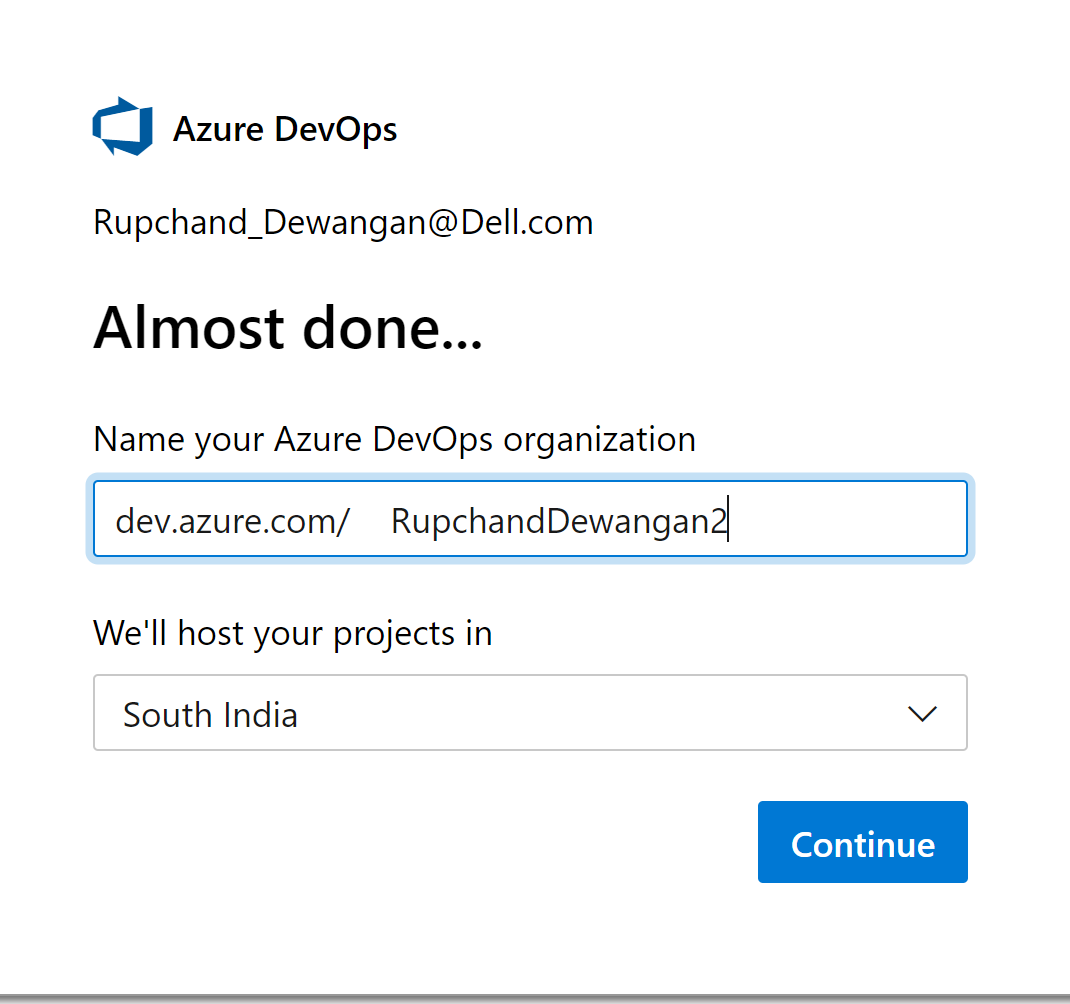 Azure DevOps
Rupchand_Dewangan@Dell.com
Almost done...
Name your Azure DevOps organization
dev.azure.com/ RupchandDewangan2
We'll host your projects in
South India
Continue